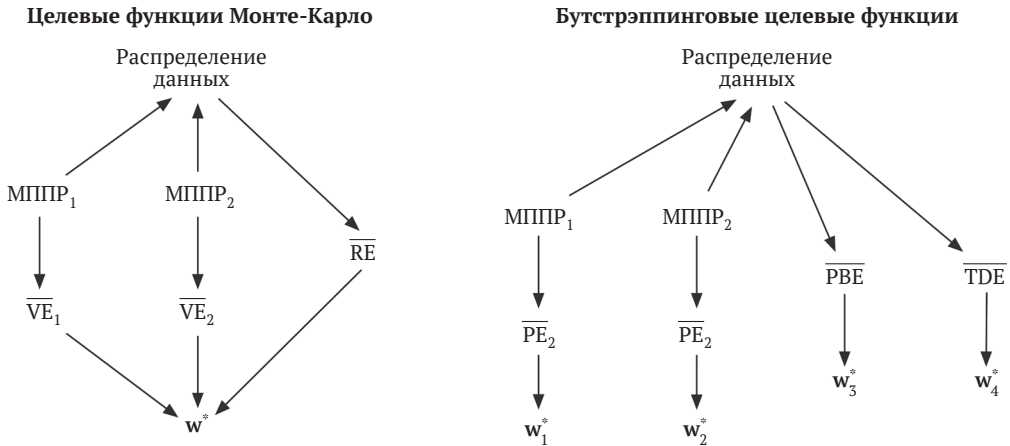 Целевые функции Монте-Карло
Распределение
данных
МППР₁
МППР₂
RE
VE₁
VE₂
w*
Бутстрэппинговые целевые функции
Распределение
данных
МППР₁
МППР₂
PBE
TDE
PE₂
PE₂
w₃*
w₄*
w₁*
w₂*